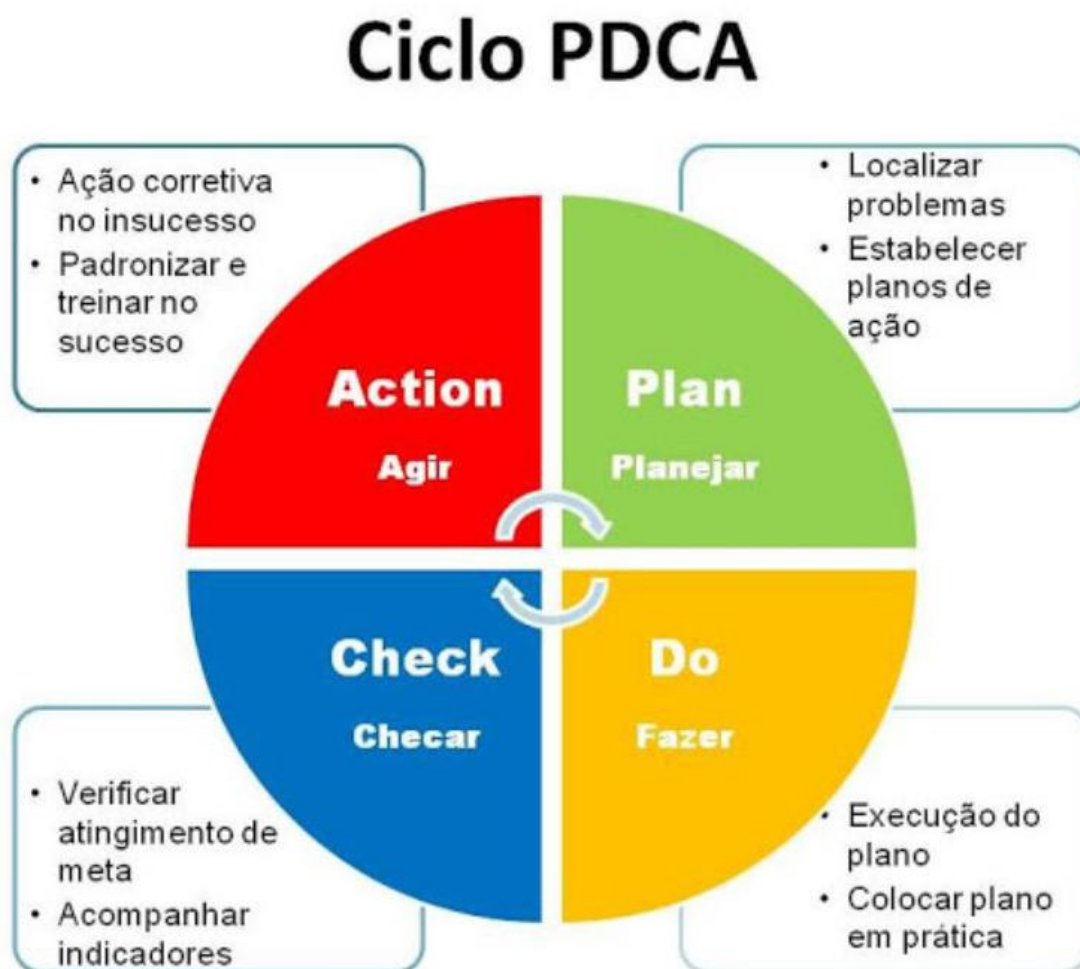 Ciclo PDCA
• Ação corretiva
no insucesso
• Padronizar e
treinar no
sucesso
• Localizar
problemas
• Estabelecer
planos de
ação
Action
Agir
Plan
Planejar
Check
Checar
Do
Fazer
• Verificar
atingimento de
meta
• Acompanhar
indicadores
• Execução do
plano
• Colocar plano
em prática